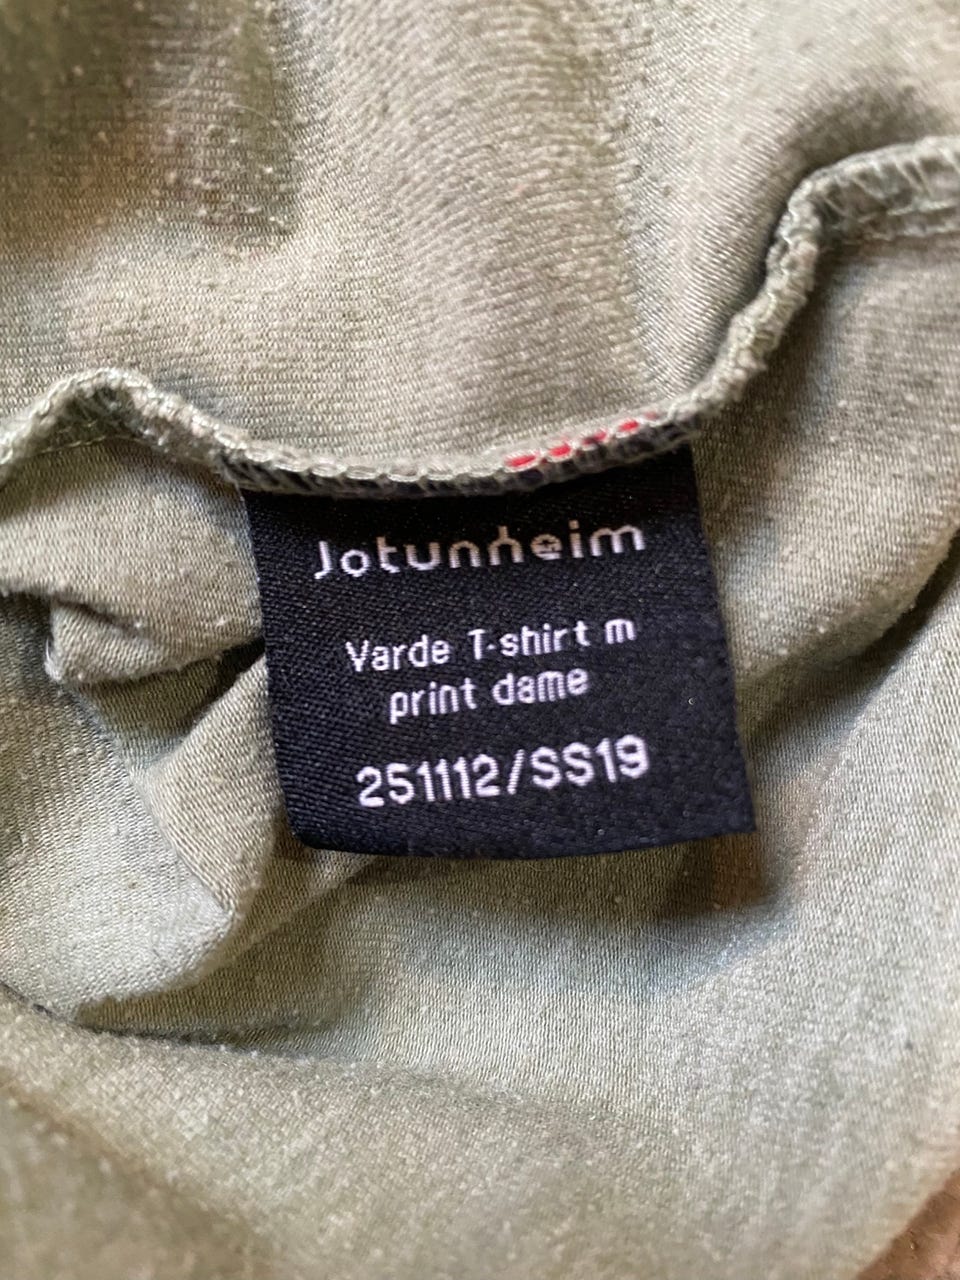 Jotunheim
Varde T-shirt m
print dame
251112/SS19